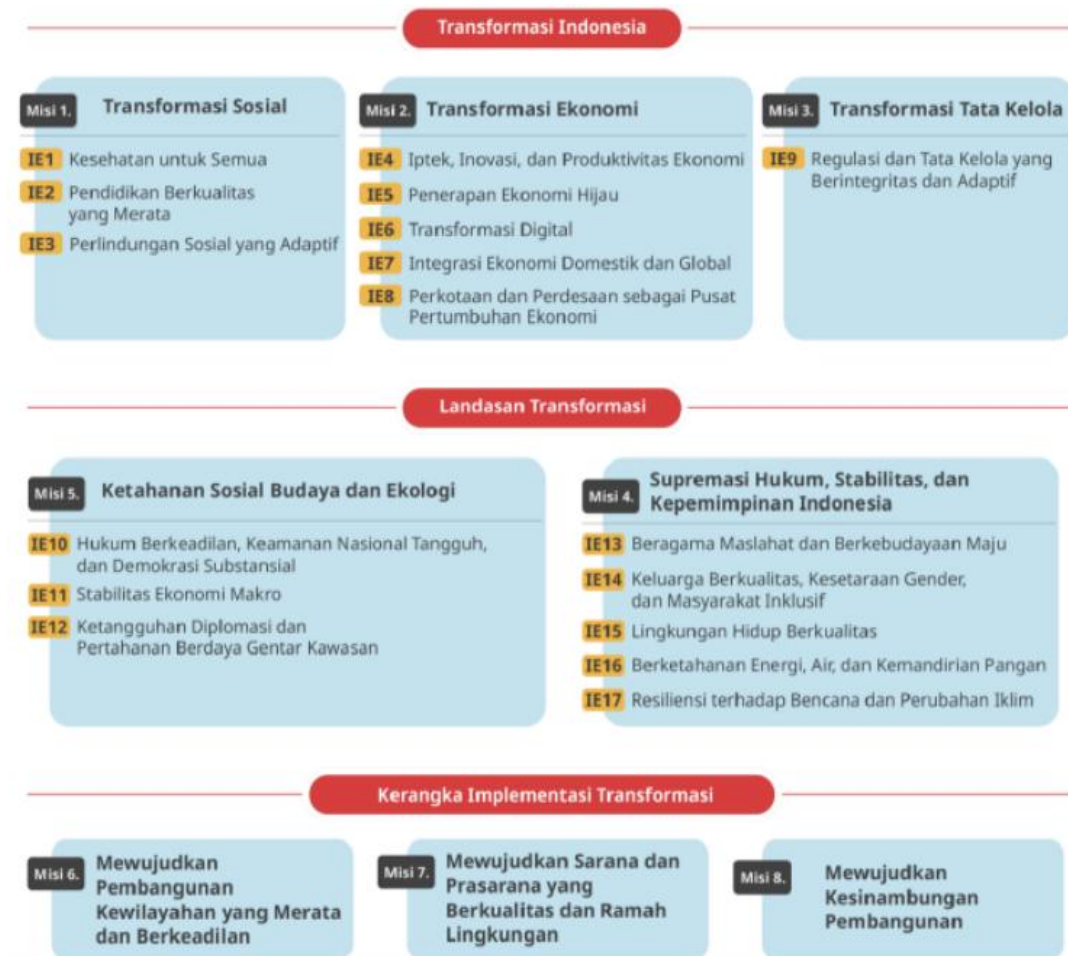 Transformasi Indonesia
Misi 1. Transformasi Sosial
IE1 Kesehatan untuk Semua
IE2 Pendidikan Berkualitas
yang Merata
IE3 Perlindungan Sosial yang Adaptif
Misi 2. Transformasi Ekonomi
IE4 Iptek, Inovasi, dan Produktivitas Ekonomi
IE5 Penerapan Ekonomi Hijau
IE6 Transformasi Digital
IE7 Integrasi Ekonomi Domestik dan Global
IE8 Perkotaan dan Perdesaan sebagai Pusat
Pertumbuhan Ekonomi
Misi 3. Transformasi Tata Kelola
IE9 Regulasi dan Tata Kelola yang
Berintegritas dan Adaptif
Landasan Transformasi
Misi 5. Ketahanan Sosial Budaya dan Ekologi
IE10 Hukum Berkeadilan, Keamanan Nasional Tangguh,
dan Demokrasi Substansial
IE11 Stabilitas Ekonomi Makro
IE12 Ketangguhan Diplomasi dan
Pertahanan Berdaya Gentar Kawasan
Misi 4. Supremasi Hukum, Stabilitas, dan
Kepemimpinan Indonesia
IE13 Beragama Maslahat dan Berkebudayaan Maju
IE14 Keluarga Berkualitas, Kesetaraan Gender,
dan Masyarakat Inklusif
IE15 Lingkungan Hidup Berkualitas
IE16 Berketahanan Energi, Air, dan Kemandirian Pangan
IE17 Resiliensi terhadap Bencana dan Perubahan Iklim
Kerangka Implementasi Transformasi
Misi 6. Mewujudkan
Pembangunan
Kewilayahan yang Merata
dan Berkeadilan
Misi 7. Mewujudkan Sarana dan
Prasarana yang
Berkualitas dan Ramah
Lingkungan
Misi 8. Mewujudkan
Kesinambungan
Pembangunan